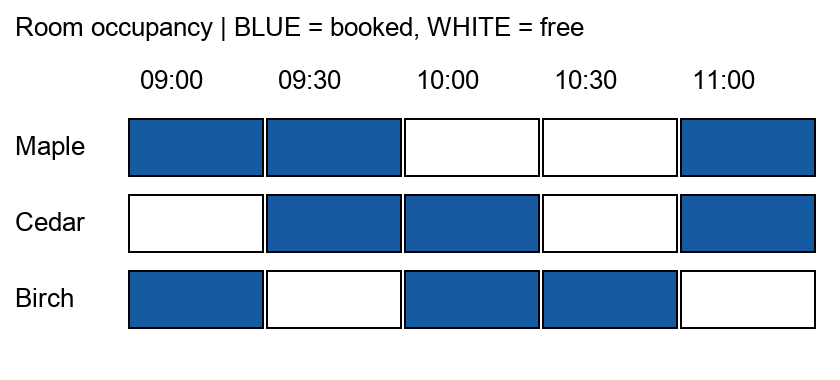 Room occupancy | BLUE = booked, WHITE = free
09:00 09:30 10:00 10:30 11:00
Maple
Cedar
Birch